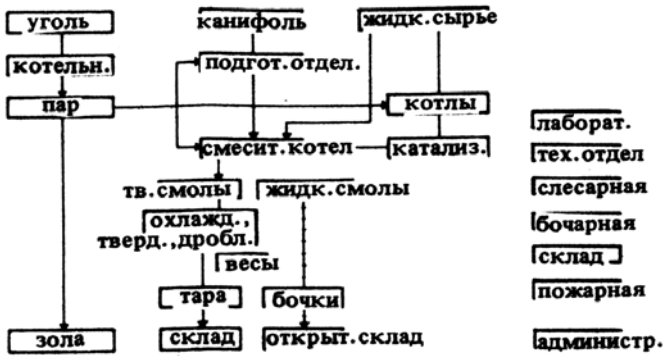 уголь канифоль жидк.сырье
котельн. подгот.отдел.
пар котлы
лаборат.
смесит.котел катализ.
тех.отдел
тв.смолы жидк.смолы слесарная
охлажд.,
бочарная
тверд.,дробл.
весы склад
тара бочки пожарная
зола склад открыт.склад администр.